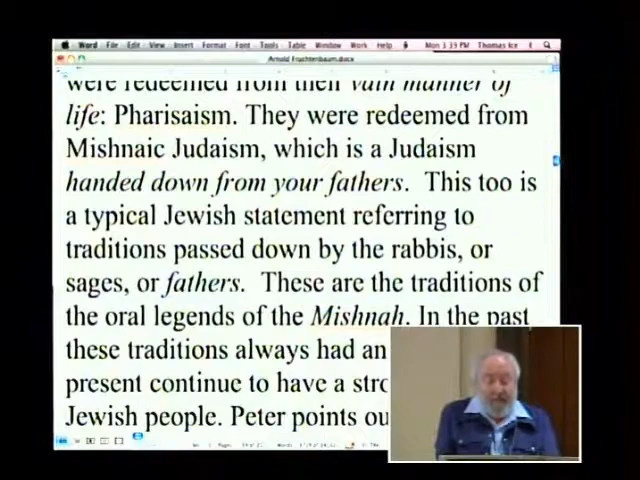 Word File Edit View Insert Format Font Tools Table Window Work Help Mon 3:39 PM Thomas Ice
Arnold Fruchtenbaum.docx
were redeemed from their vain manner of
life: Pharisaism. They were redeemed from
Mishnaic Judaism, which is a Judaism
handed down from your fathers. This too is
a typical Jewish statement referring to
traditions passed down by the rabbis, or
sages, or fathers. These are the traditions of
the oral legends of the Mishnah. In the past
these traditions always had an
present continue to have a stro
Jewish people. Peter points ou